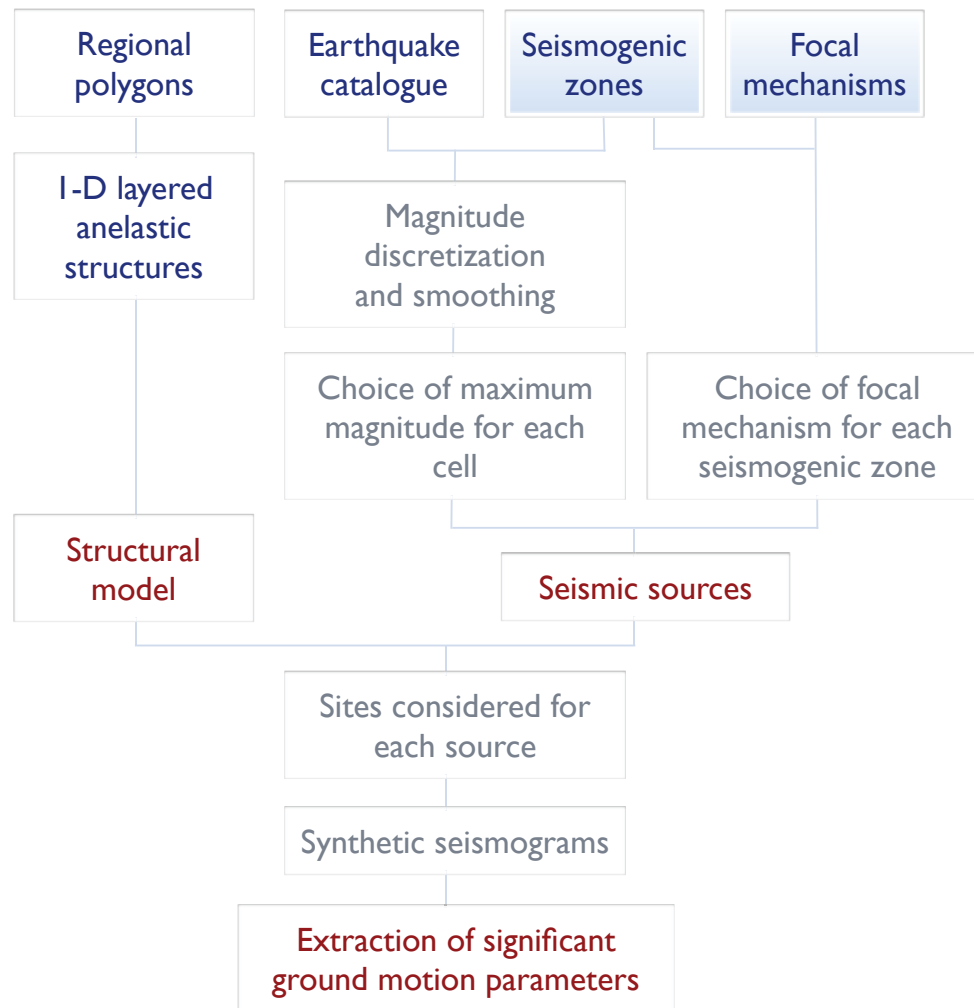 Regional
polygons
Earthquake
catalogue
Seismogenic
zones
Focal
mechanisms
1-D layered
anelastic
structures
Magnitude
discretization
and smoothing
Choice of maximum
magnitude for each
cell
Choice of focal
mechanism for each
seismogenic zone
Structural
model
Seismic sources
Sites considered for
each source
Synthetic seismograms
Extraction of significant
ground motion parameters